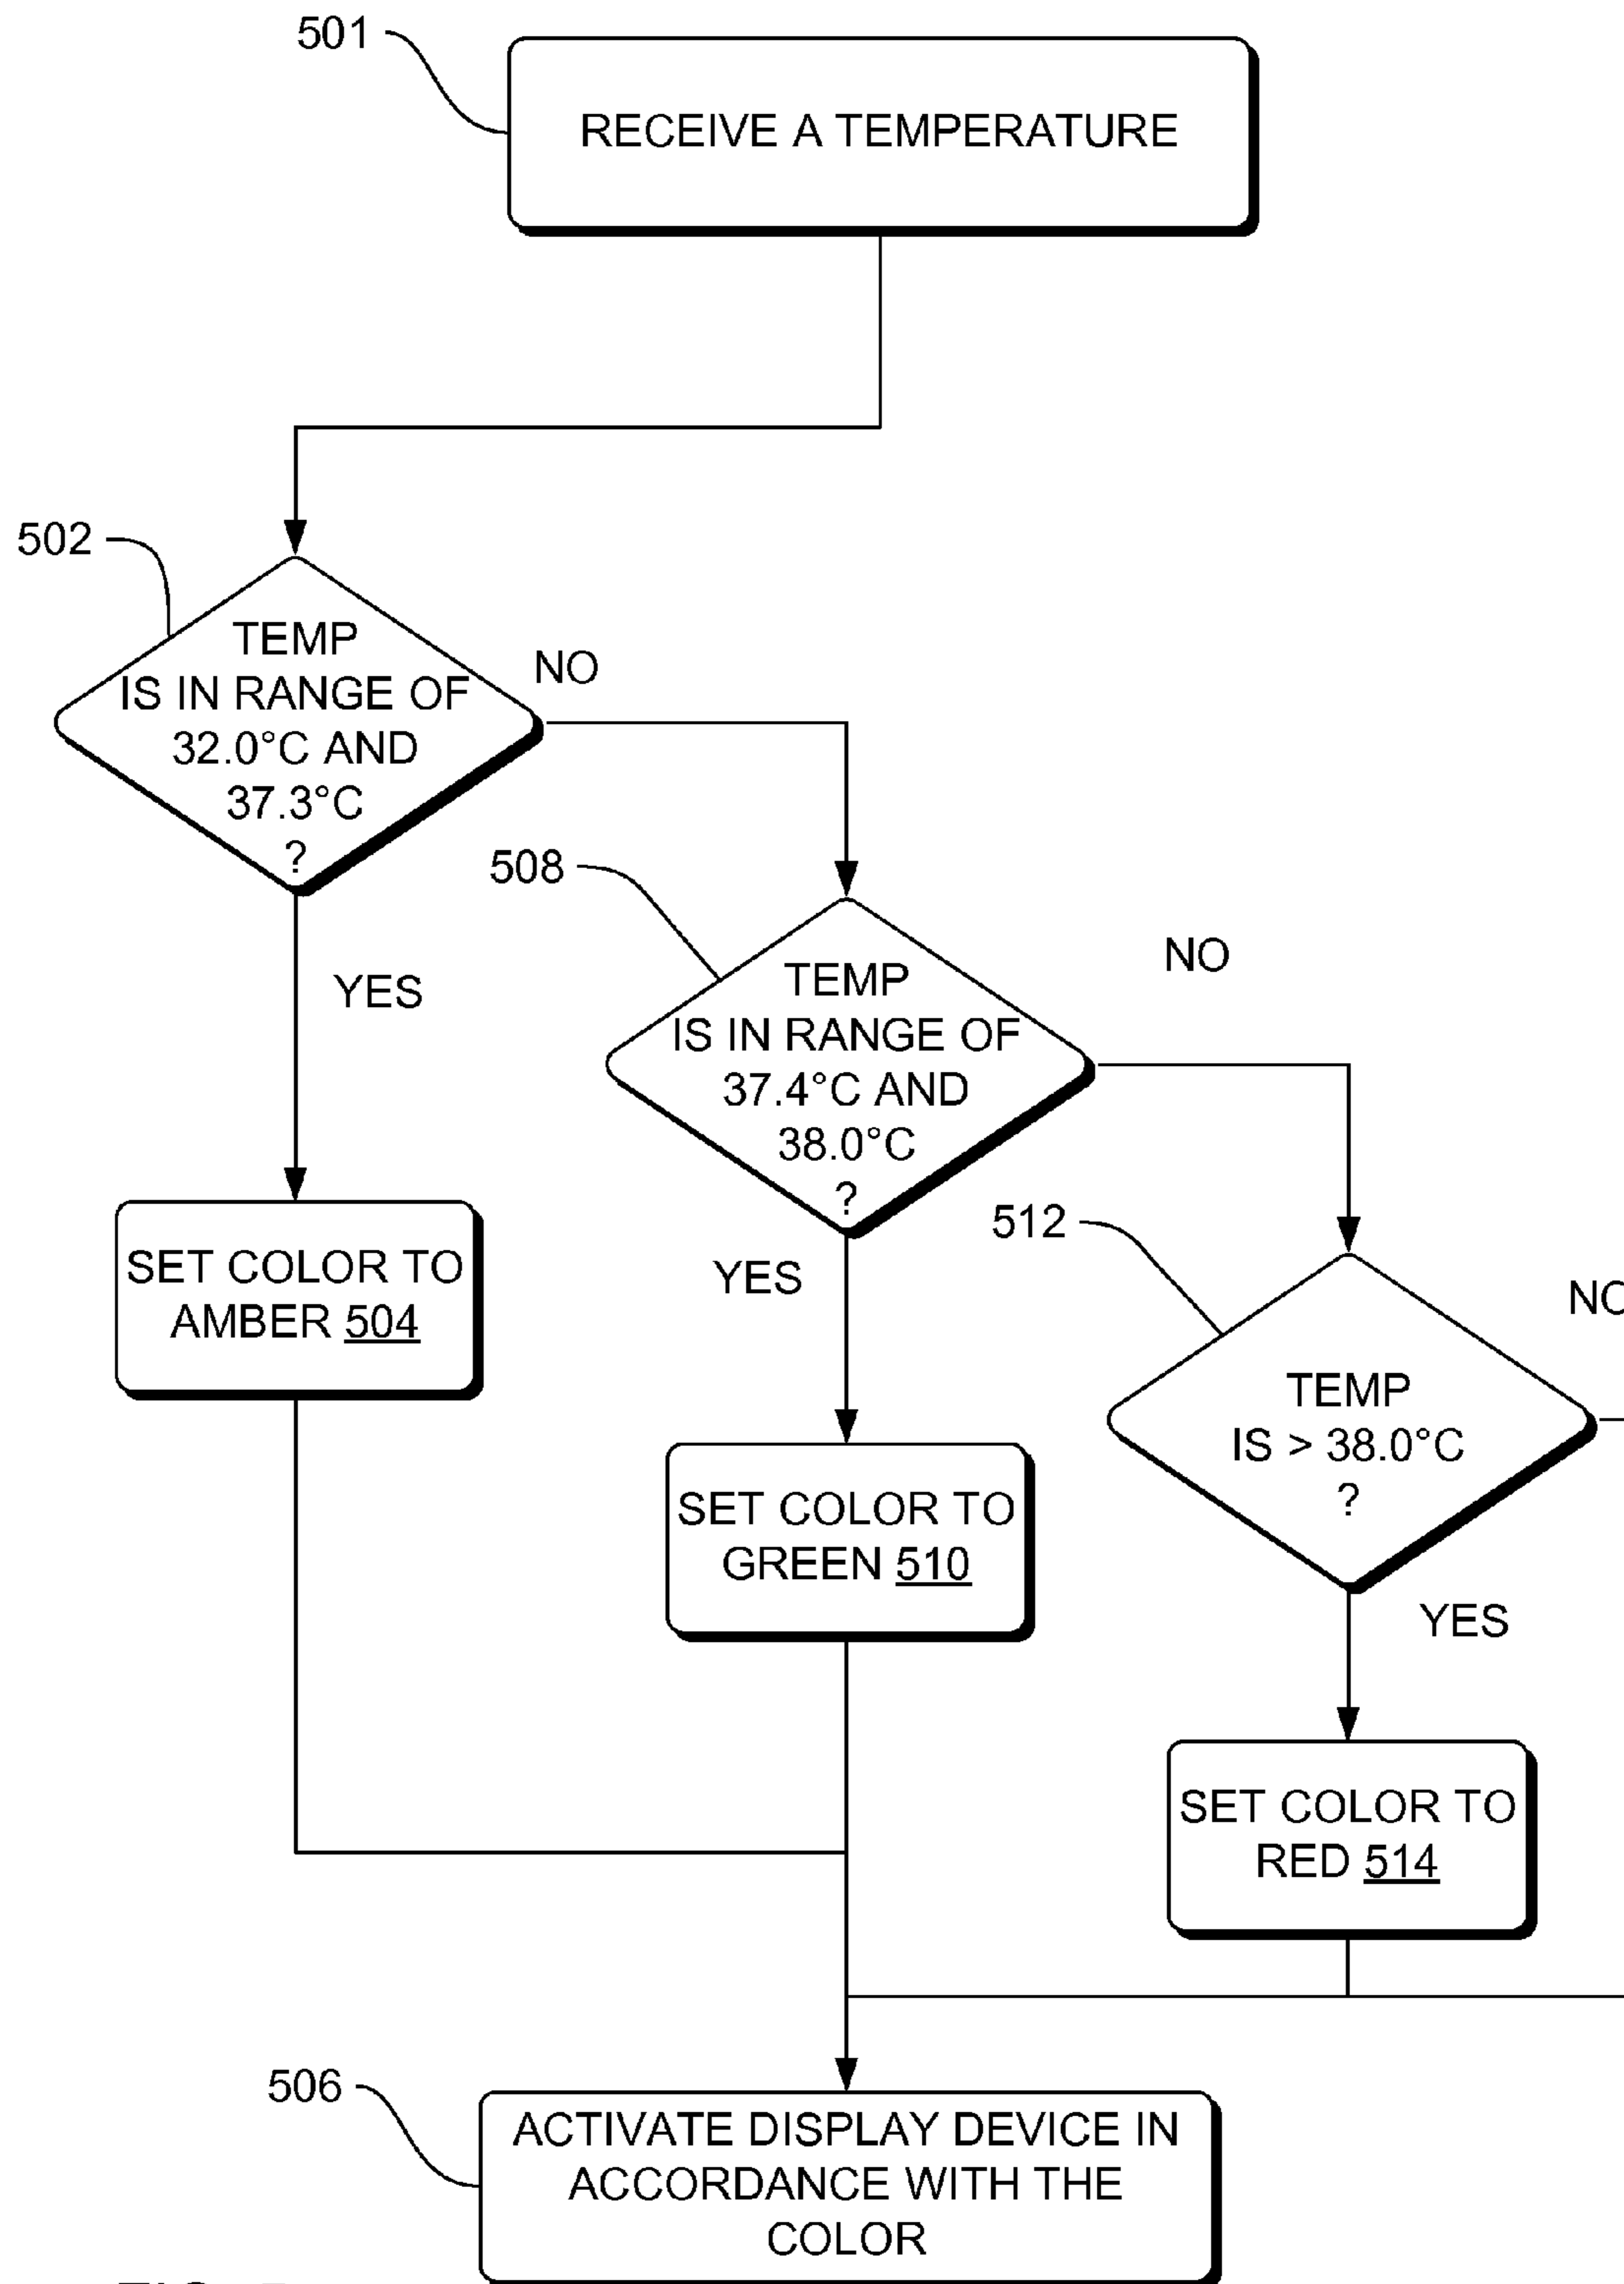 501
RECEIVE A TEMPERATURE
502
TEMP
IS IN RANGE OF
32.0°C AND
37.3°C
?
NO
YES
508
TEMP
IS IN RANGE OF
37.4°C AND
38.0°C
?
NO
YES
SET COLOR TO
AMBER 504
512
TEMP
IS > 38.0°C
?
NO
YES
SET COLOR TO
GREEN 510
SET COLOR TO
RED 514
506
ACTIVATE DISPLAY DEVICE IN
ACCORDANCE WITH THE
COLOR